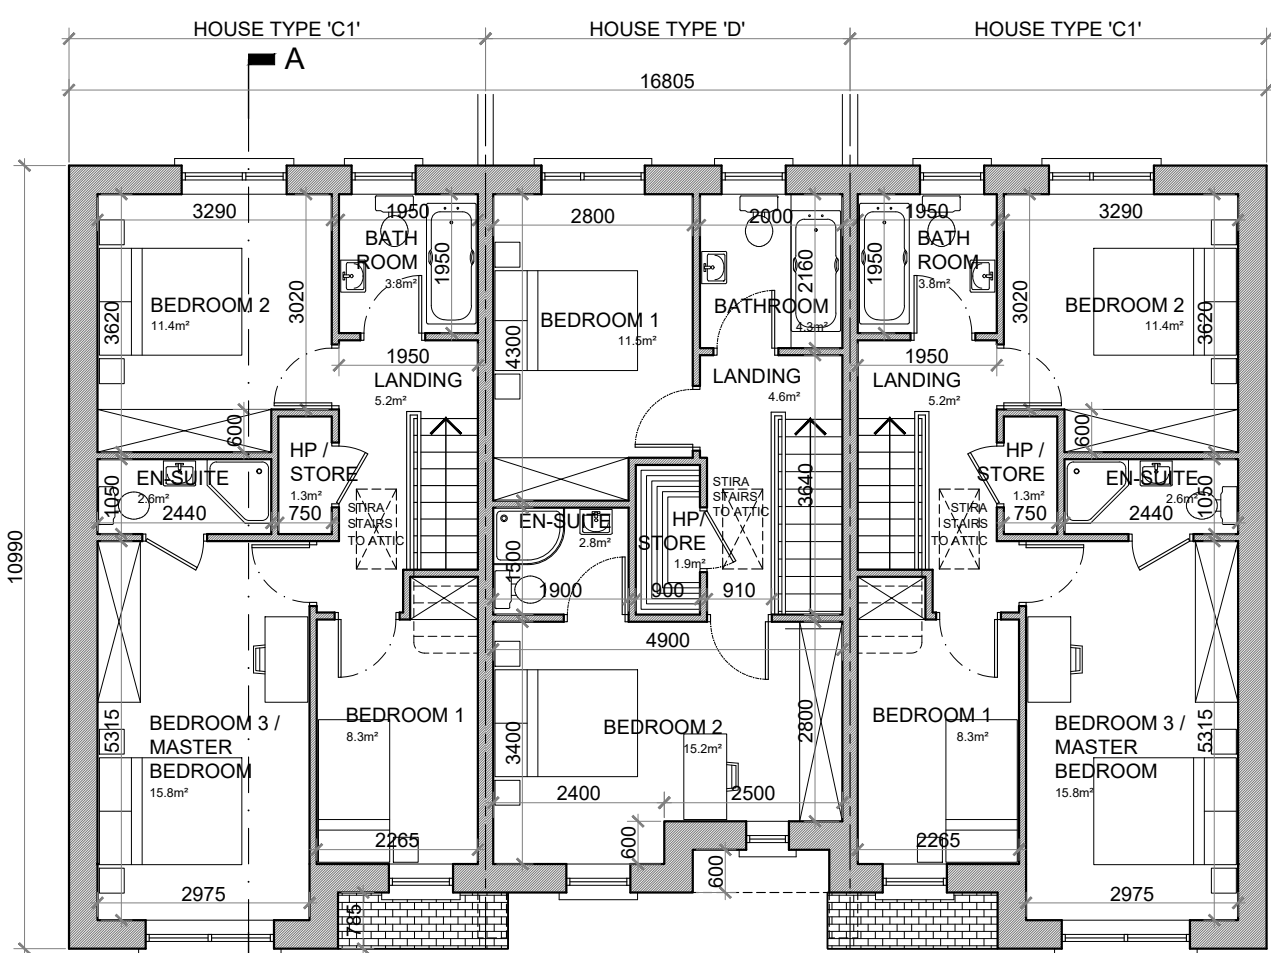 HOUSE TYPE 'C1'
HOUSE TYPE 'D'
HOUSE TYPE 'C1'
A
16805
10990
3290
1950
2800
2000
1950
3290
BATH
ROOM
3.8m²
1950
BEDROOM 2
11.4m²
3620
3020
BEDROOM 1
11.5m²
4300
BATHROOM
4.3m²
2160
BATH
ROOM
3.8m²
1950
3020
BEDROOM 2
11.4m²
3620
1950
LANDING
5.2m²
LANDING
4.6m²
1950
LANDING
5.2m²
600
HP /
STORE
1.3m²
750
EN-SUITE
2.6m²
1050
2440
STIRA
STAIRS
TO ATTIC
EN-SUITE
2.8m²
1500
1900
HP/
STORE
1.9m²
900
910
STIRA
STAIRS
TO ATTIC
3640
STIRA
STAIRS
TO ATTIC
HP /
STORE
1.3m²
750
600
EN-SUITE
2.6m²
1050
2440
4900
BEDROOM 3 /
MASTER
BEDROOM
15.8m²
5315
2975
BEDROOM 1
8.3m²
2265
785
BEDROOM 2
15.2m²
3400
2800
2400
2500
600
600
BEDROOM 1
8.3m²
2265
BEDROOM 3 /
MASTER
BEDROOM
15.8m²
5315
2975